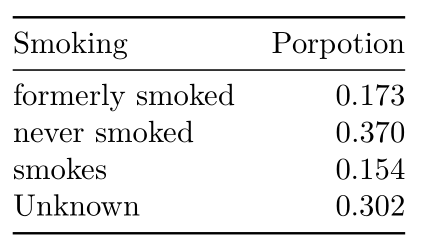 Smoking Porpotion
formerly smoked 0.173
never smoked 0.370
smokes 0.154
Unknown 0.302